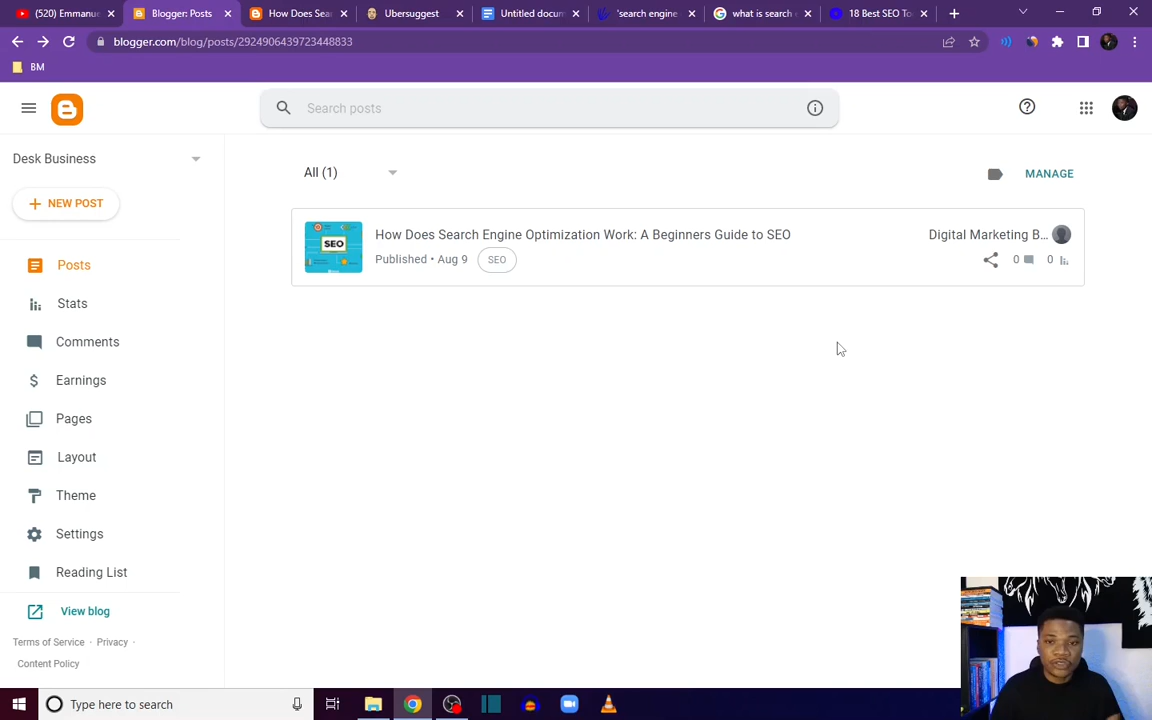 (520) Emmanue
Blogger: Posts
How Does Sea
Ubersuggest
Untitled docum
'search engine
what is search e
18 Best SEO To
blogger.com/blog/posts/2924906439723448833
BM
Search posts
Desk Business
All (1)
MANAGE
+ NEW POST
SEO
How Does Search Engine Optimization Work: A Beginners Guide to SEO
Digital Marketing B...
Published • Aug 9
SEO
0
0
Posts
Stats
Comments
Earnings
Pages
Layout
Theme
Settings
Reading List
View blog
Terms of Service · Privacy ·
Content Policy
Type here to search